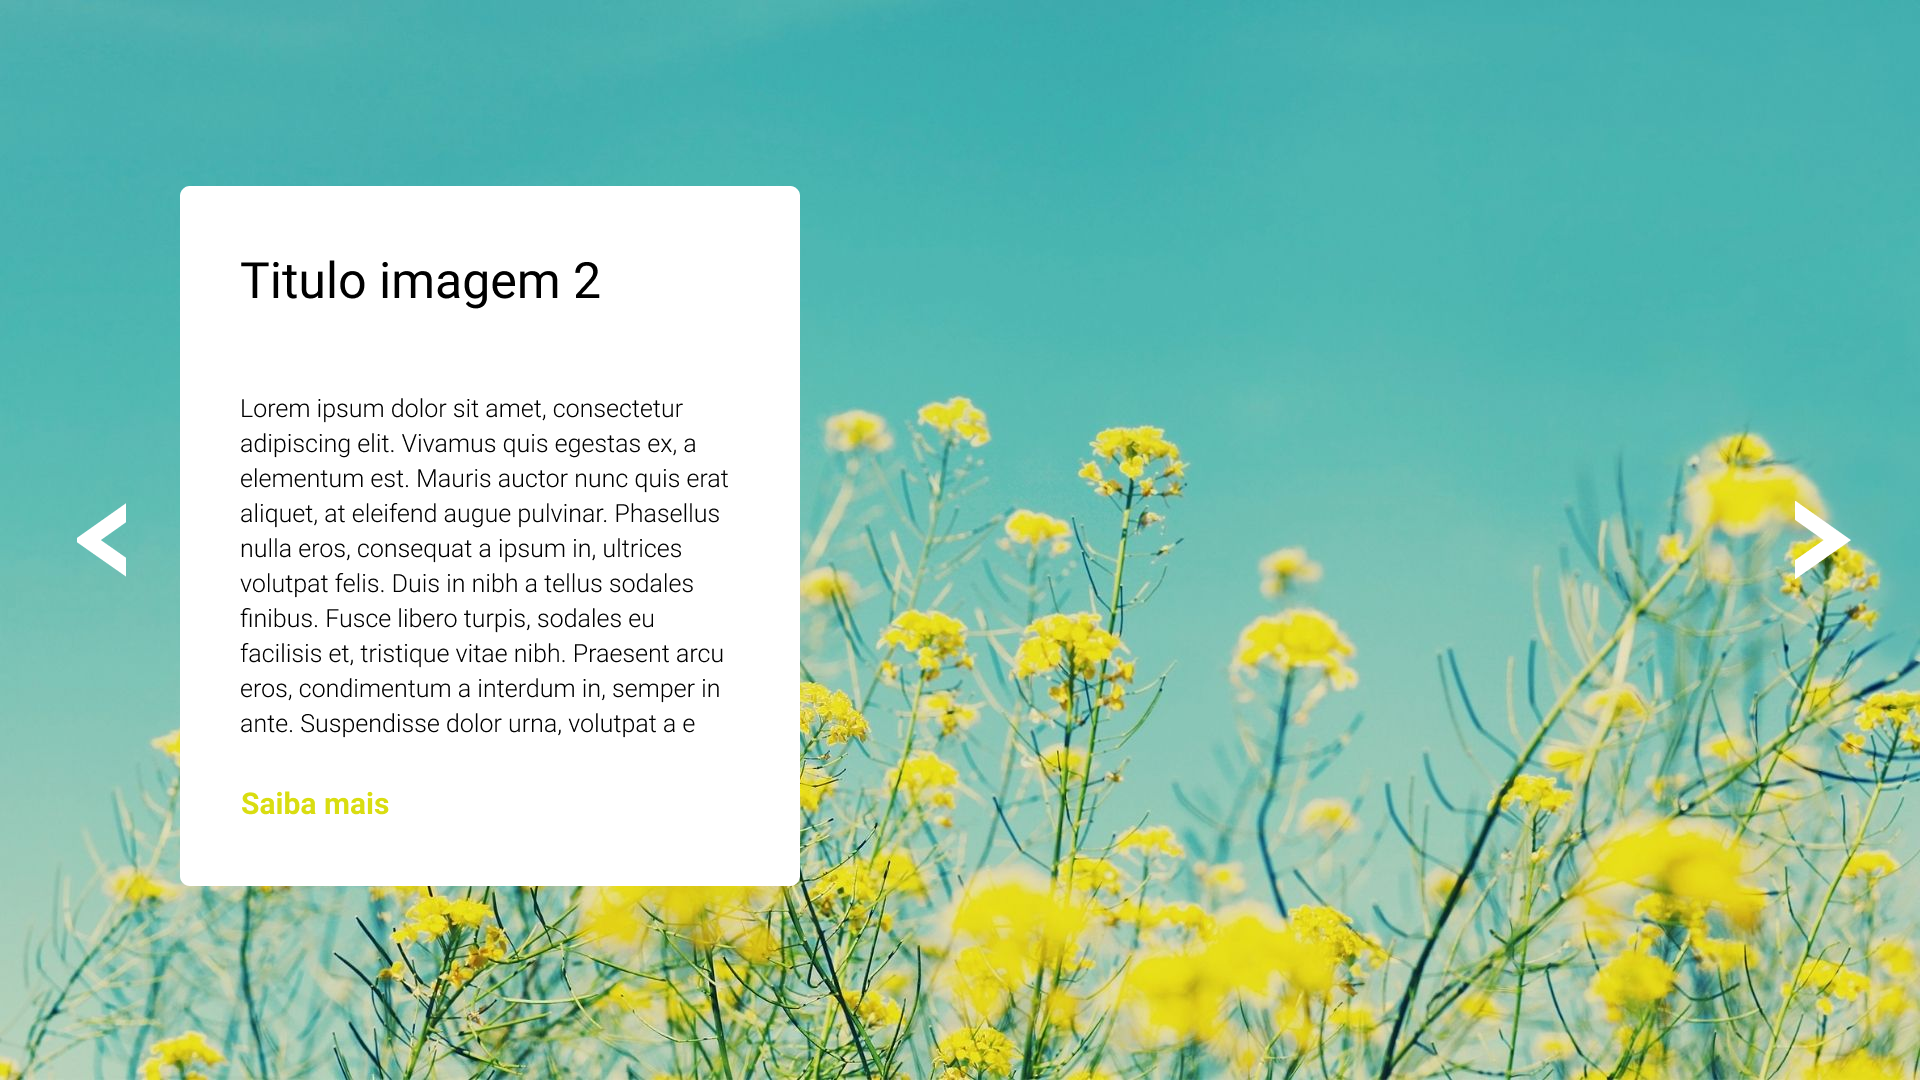 Titulo imagem 2
Lorem ipsum dolor sit amet, consectetur
adipiscing elit. Vivamus quis egestas ex, a
elementum est. Mauris auctor nunc quis erat
aliquet, at eleifend augue pulvinar. Phasellus
nulla eros, consequat a ipsum in, ultrices
volutpat felis. Duis in nibh a tellus sodales
finibus. Fusce libero turpis, sodales eu
facilisis et, tristique vitae nibh. Praesent arcu
eros, condimentum a interdum in, semper in
ante. Suspendisse dolor urna, volutpat a e
Saiba mais